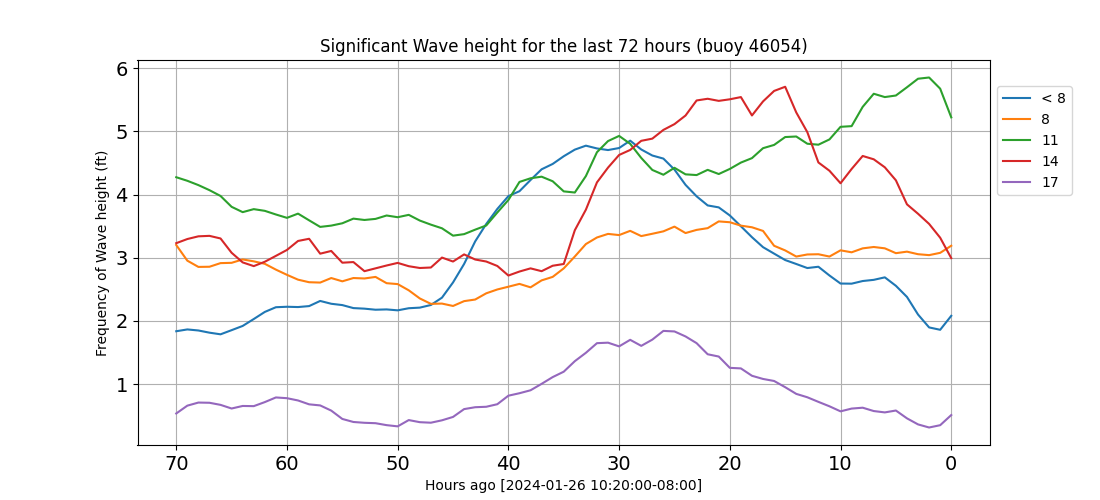 Significant Wave height for the last 72 hours (buoy 46054)
Frequency of Wave height (ft)
6
5
4
3
2
1
70 60 50 40 30 20 10 0
Hours ago [2024-01-26 10:20:00-08:00]
< 8
8
11
14
17